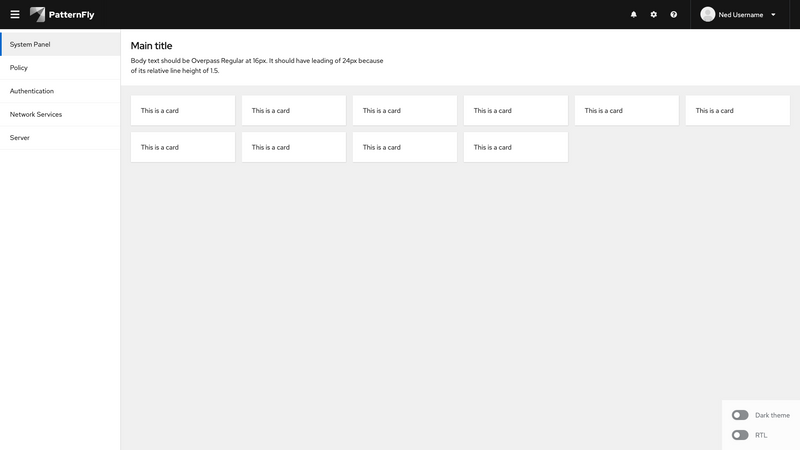 PatternFly
Ned Username
System Panel
Policy
Authentication
Network Services
Server
Main title
Body text should be Overpass Regular at 16px. It should have leading of 24px because
of its relative line height of 1.5.
This is a card
This is a card
This is a card
This is a card
This is a card
This is a card
This is a card
This is a card
This is a card
This is a card
Dark theme
RTL